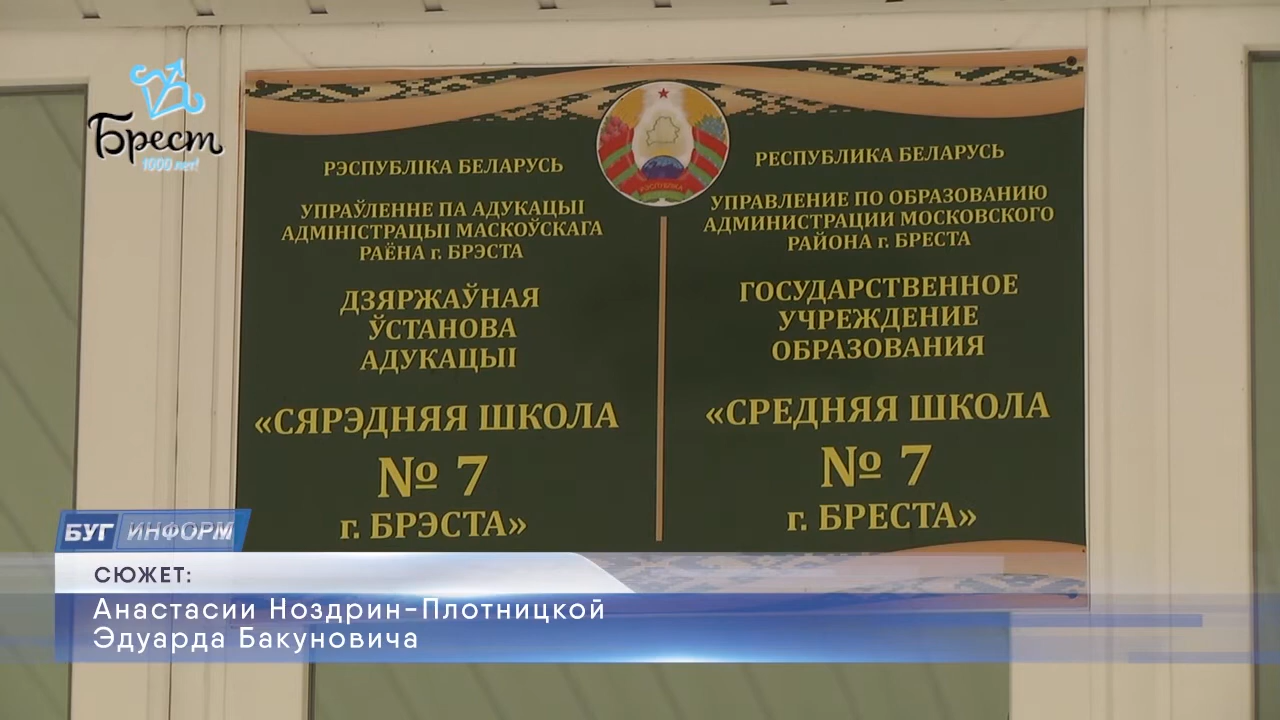 Брест
1000 лет!
РЭСПУБЛІКА БЕЛАРУСЬ
УПРАЎЛЕННЕ ПА АДУКАЦЫІ
АДМІНІСТРАЦЫІ МАСКОЎСКАГА
РАЁНА г. БРЭСТА
ДЗЯРЖАЎНАЯ
ЎСТАНОВА
АДУКАЦЫІ
«СЯРЭДНЯЯ ШКОЛА
№ 7
г. БРЭСТА»
РЕСПУБЛИКА БЕЛАРУСЬ
УПРАВЛЕНИЕ ПО ОБРАЗОВАНИЮ
АДМИНИСТРАЦИИ МОСКОВСКОГО
РАЙОНА г. БРЕСТА
ГОСУДАРСТВЕННОЕ
УЧРЕЖДЕНИЕ
ОБРАЗОВАНИЯ
«СРЕДНЯЯ ШКОЛА
№ 7
г. БРЕСТА»
БУГ ИНФОРМ
СЮЖЕТ:
Анастасии Ноздрин-Плотницкой
Эдуарда Бакуновича